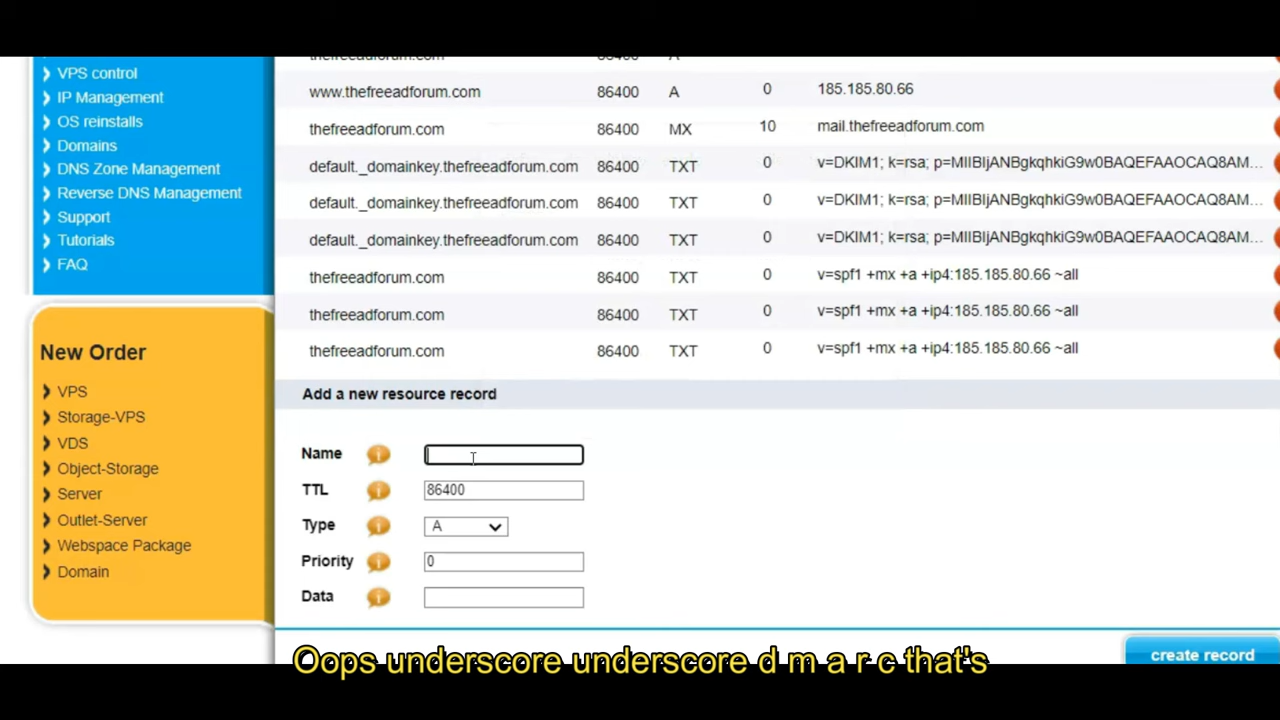 thefreeadforum.com 86400 A
VPS control
www.thefreeadforum.com 86400 A 0 185.185.80.66
IP Management
OS reinstalls
thefreeadforum.com 86400 MX 10 mail.thefreeadforum.com
Domains
DNS Zone Management
default._domainkey.thefreeadforum.com 86400 TXT 0 v=DKIM1; k=rsa; p=MIIBIjANBgkqhkiG9w0BAQEFAAOCAQ8AM...
Reverse DNS Management
default._domainkey.thefreeadforum.com 86400 TXT 0 v=DKIM1; k=rsa; p=MIIBIjANBgkqhkiG9w0BAQEFAAOCAQ8AM...
Support
Tutorials
default._domainkey.thefreeadforum.com 86400 TXT 0 v=DKIM1; k=rsa; p=MIIBIjANBgkqhkiG9w0BAQEFAAOCAQ8AM...
FAQ
thefreeadforum.com 86400 TXT 0 v=spf1 +mx +a +ip4:185.185.80.66 ~all
thefreeadforum.com 86400 TXT 0 v=spf1 +mx +a +ip4:185.185.80.66 ~all
thefreeadforum.com 86400 TXT 0 v=spf1 +mx +a +ip4:185.185.80.66 ~all
New Order
VPS
Storage-VPS
VDS
Object-Storage
Server
Outlet-Server
Webspace Package
Domain
Add a new resource record
Name
TTL 86400
Type A
Priority 0
Data
create record
Oops underscore underscore d m a r c that's